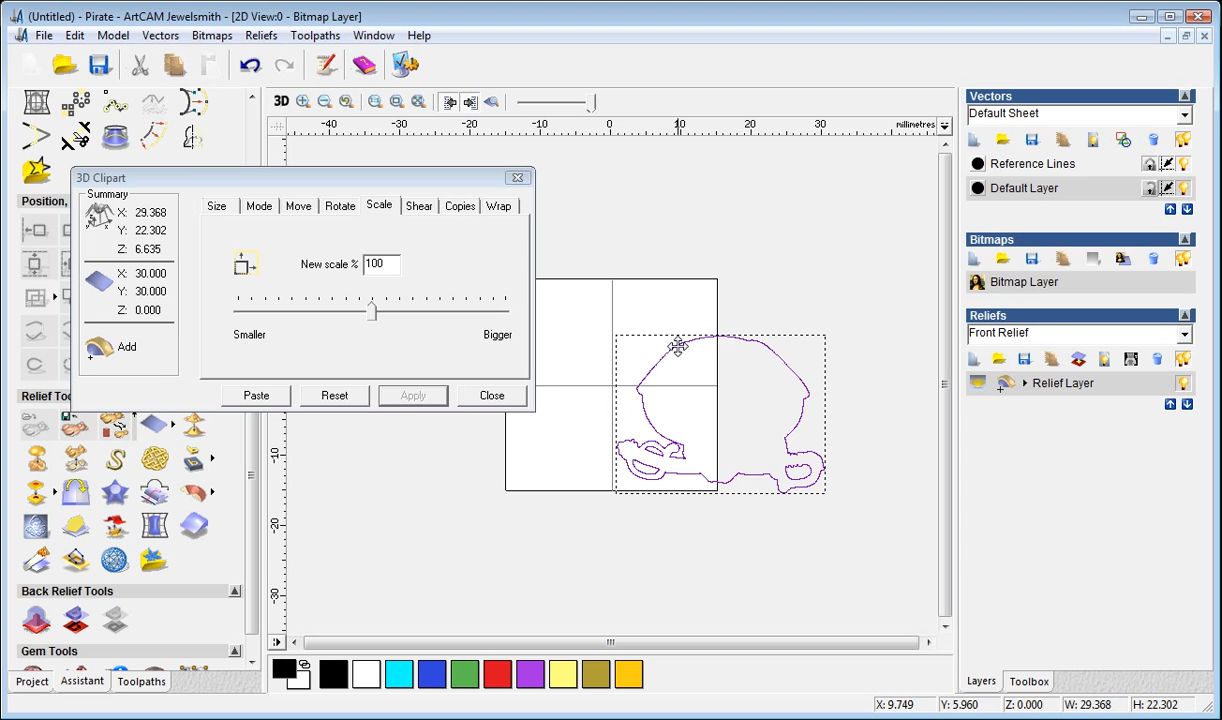 (Untitled) - Pirate - ArtCAM Jewelsmith - [2D View:0 - Bitmap Layer]
File Edit Model Vectors Bitmaps Reliefs Toolpaths Window Help
3D
-40 -30 -20 -10 0 10 20 30 millimetres
3D Clipart
Summary
X: 29.368
Y: 22.302
Z: 6.635
X: 30.000
Y: 30.000
Z: 0.000
Add
Size Mode Move Rotate Scale Shear Copies Wrap
New scale % 100
Smaller Bigger
Paste Reset Apply Close
Position,
Relief To
Back Relief Tools
Gem Tools
Project Assistant Toolpaths
-10
-20
-30
Vectors
Default Sheet
Reference Lines
Default Layer
Bitmaps
Bitmap Layer
Reliefs
Front Relief
Relief Layer
Layers Toolbox
X: 9.749 Y: 5.960 Z: 0.000 W: 29.368 H: 22.302